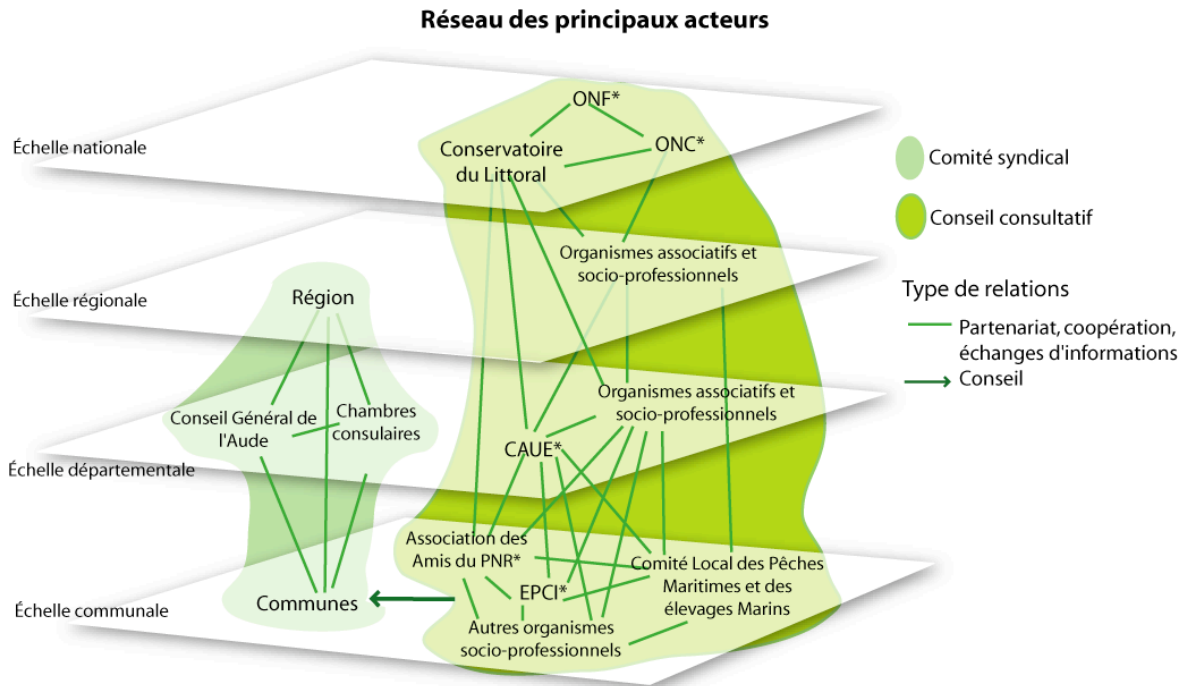 Réseau des principaux acteurs
Échelle nationale
ONF*
Conservatoire
du Littoral
ONC*
Comité syndical
Conseil consultatif
Échelle régionale
Région
Organismes associatifs et
socio-professionnels
Type de relations
Partenariat, coopération,
échanges d'informations
Conseil
Échelle départementale
Conseil Général de
l'Aude
Chambres
consulaires
Organismes associatifs et
socio-professionnels
CAUE*
Échelle communale
Communes
Association des
Amis du PNR*
EPCI*
Comité Local des Pêches
Maritimes et des
élevages Marins
Autres organismes
socio-professionnels